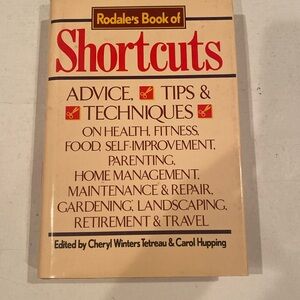 Rodale's Book of
Shortcuts
ADVICE, TIPS &
TECHNIQUES
ON HEALTH, FITNESS,
FOOD, SELF-IMPROVEMENT,
PARENTING,
HOME MANAGEMENT,
MAINTENANCE & REPAIR,
GARDENING, LANDSCAPING,
RETIREMENT & TRAVEL
Edited by Cheryl Winters Tetreau & Carol Hupping